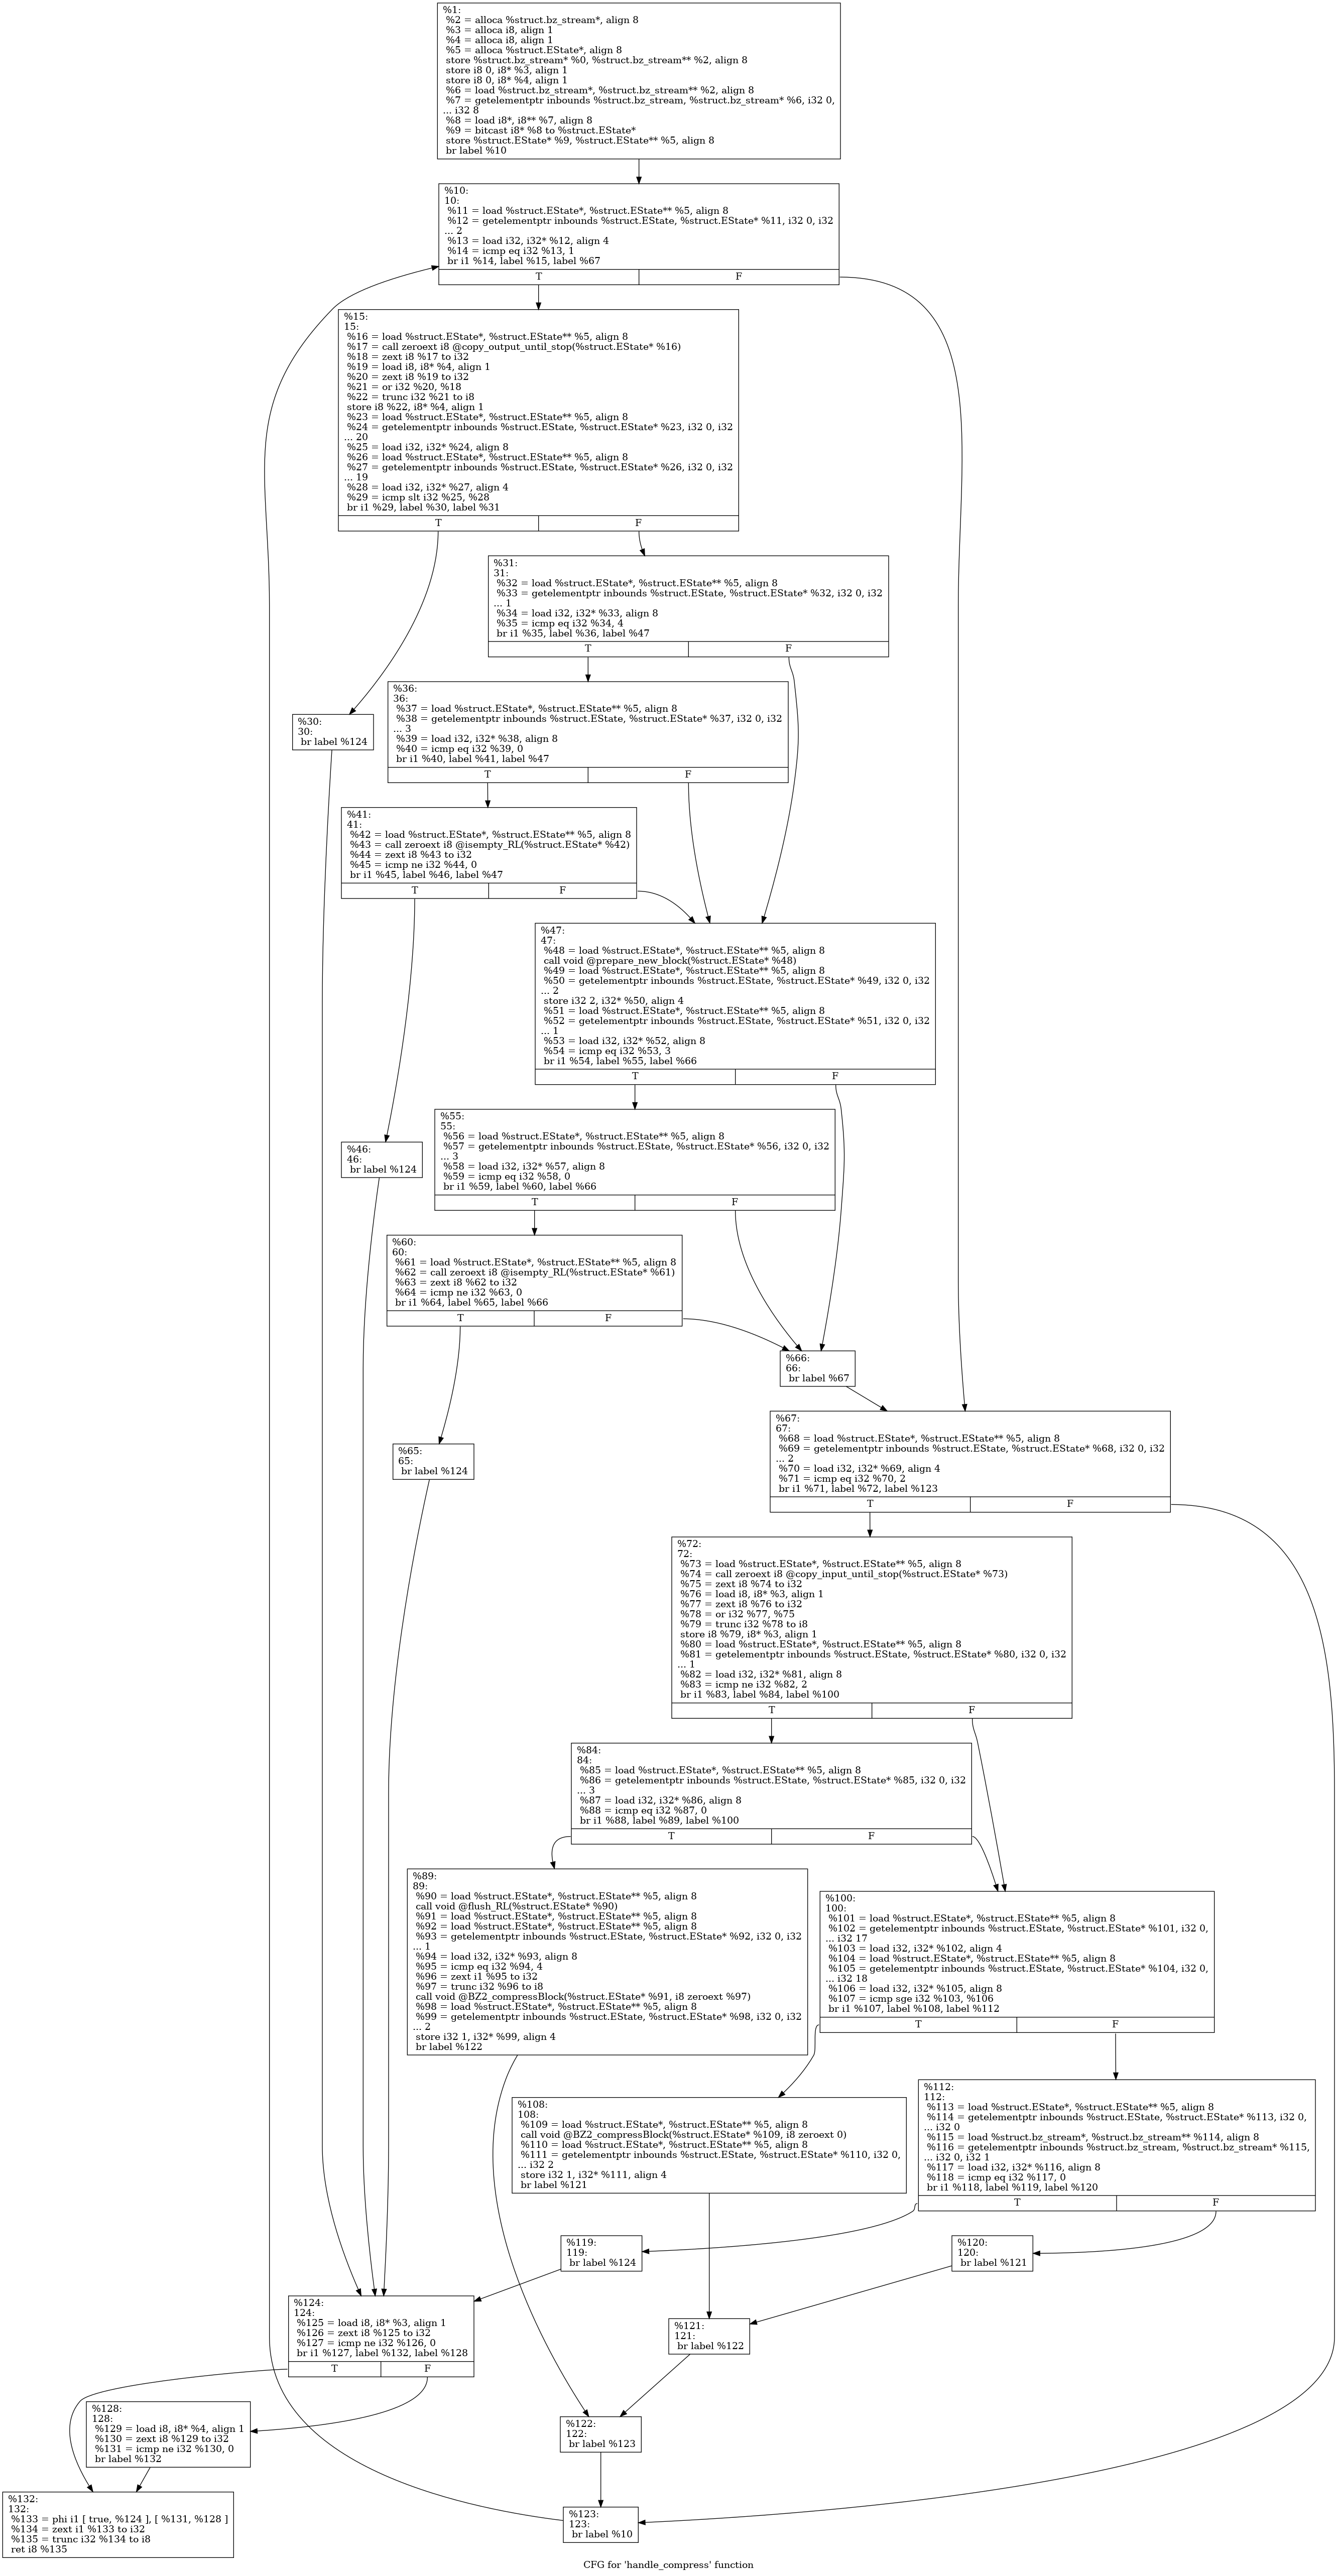 %1:
%2 = alloca %struct.bz_stream*, align 8
%3 = alloca i8, align 1
%4 = alloca i8, align 1
%5 = alloca %struct.EState*, align 8
store %struct.bz_stream* %0, %struct.bz_stream** %2, align 8
store i8 0, i8* %3, align 1
store i8 0, i8* %4, align 1
%6 = load %struct.bz_stream*, %struct.bz_stream** %2, align 8
%7 = getelementptr inbounds %struct.bz_stream, %struct.bz_stream* %6, i32 0,
... i32 8
%8 = load i8*, i8** %7, align 8
%9 = bitcast i8* %8 to %struct.EState*
store %struct.EState* %9, %struct.EState** %5, align 8
br label %10
%10:
10:
%11 = load %struct.EState*, %struct.EState** %5, align 8
%12 = getelementptr inbounds %struct.EState, %struct.EState* %11, i32 0, i32
... 2
%13 = load i32, i32* %12, align 4
%14 = icmp eq i32 %13, 1
br i1 %14, label %15, label %67
T F
%15:
15:
%16 = load %struct.EState*, %struct.EState** %5, align 8
%17 = call zeroext i8 @copy_output_until_stop(%struct.EState* %16)
%18 = zext i8 %17 to i32
%19 = load i8, i8* %4, align 1
%20 = zext i8 %19 to i32
%21 = or i32 %20, %18
%22 = trunc i32 %21 to i8
store i8 %22, i8* %4, align 1
%23 = load %struct.EState*, %struct.EState** %5, align 8
%24 = getelementptr inbounds %struct.EState, %struct.EState* %23, i32 0, i32
... 20
%25 = load i32, i32* %24, align 8
%26 = load %struct.EState*, %struct.EState** %5, align 8
%27 = getelementptr inbounds %struct.EState, %struct.EState* %26, i32 0, i32
... 19
%28 = load i32, i32* %27, align 4
%29 = icmp slt i32 %25, %28
br i1 %29, label %30, label %31
T F
%31:
31:
%32 = load %struct.EState*, %struct.EState** %5, align 8
%33 = getelementptr inbounds %struct.EState, %struct.EState* %32, i32 0, i32
... 1
%34 = load i32, i32* %33, align 8
%35 = icmp eq i32 %34, 4
br i1 %35, label %36, label %47
T F
%30:
30:
br label %124
%36:
36:
%37 = load %struct.EState*, %struct.EState** %5, align 8
%38 = getelementptr inbounds %struct.EState, %struct.EState* %37, i32 0, i32
... 3
%39 = load i32, i32* %38, align 8
%40 = icmp eq i32 %39, 0
br i1 %40, label %41, label %47
T F
%41:
41:
%42 = load %struct.EState*, %struct.EState** %5, align 8
%43 = call zeroext i8 @isempty_RL(%struct.EState* %42)
%44 = zext i8 %43 to i32
%45 = icmp ne i32 %44, 0
br i1 %45, label %46, label %47
T F
%47:
47:
%48 = load %struct.EState*, %struct.EState** %5, align 8
call void @prepare_new_block(%struct.EState* %48)
%49 = load %struct.EState*, %struct.EState** %5, align 8
%50 = getelementptr inbounds %struct.EState, %struct.EState* %49, i32 0, i32
... 2
store i32 2, i32* %50, align 4
%51 = load %struct.EState*, %struct.EState** %5, align 8
%52 = getelementptr inbounds %struct.EState, %struct.EState* %51, i32 0, i32
... 1
%53 = load i32, i32* %52, align 8
%54 = icmp eq i32 %53, 3
br i1 %54, label %55, label %66
T F
%46:
46:
br label %124
%55:
55:
%56 = load %struct.EState*, %struct.EState** %5, align 8
%57 = getelementptr inbounds %struct.EState, %struct.EState* %56, i32 0, i32
... 3
%58 = load i32, i32* %57, align 8
%59 = icmp eq i32 %58, 0
br i1 %59, label %60, label %66
T F
%60:
60:
%61 = load %struct.EState*, %struct.EState** %5, align 8
%62 = call zeroext i8 @isempty_RL(%struct.EState* %61)
%63 = zext i8 %62 to i32
%64 = icmp ne i32 %63, 0
br i1 %64, label %65, label %66
T F
%66:
66:
br label %67
%65:
65:
br label %124
%67:
67:
%68 = load %struct.EState*, %struct.EState** %5, align 8
%69 = getelementptr inbounds %struct.EState, %struct.EState* %68, i32 0, i32
... 2
%70 = load i32, i32* %69, align 4
%71 = icmp eq i32 %70, 2
br i1 %71, label %72, label %123
T F
%72:
72:
%73 = load %struct.EState*, %struct.EState** %5, align 8
%74 = call zeroext i8 @copy_input_until_stop(%struct.EState* %73)
%75 = zext i8 %74 to i32
%76 = load i8, i8* %3, align 1
%77 = zext i8 %76 to i32
%78 = or i32 %77, %75
%79 = trunc i32 %78 to i8
store i8 %79, i8* %3, align 1
%80 = load %struct.EState*, %struct.EState** %5, align 8
%81 = getelementptr inbounds %struct.EState, %struct.EState* %80, i32 0, i32
... 1
%82 = load i32, i32* %81, align 8
%83 = icmp ne i32 %82, 2
br i1 %83, label %84, label %100
T F
%84:
84:
%85 = load %struct.EState*, %struct.EState** %5, align 8
%86 = getelementptr inbounds %struct.EState, %struct.EState* %85, i32 0, i32
... 3
%87 = load i32, i32* %86, align 8
%88 = icmp eq i32 %87, 0
br i1 %88, label %89, label %100
T F
%89:
89:
%90 = load %struct.EState*, %struct.EState** %5, align 8
call void @flush_RL(%struct.EState* %90)
%91 = load %struct.EState*, %struct.EState** %5, align 8
%92 = load %struct.EState*, %struct.EState** %5, align 8
%93 = getelementptr inbounds %struct.EState, %struct.EState* %92, i32 0, i32
... 1
%94 = load i32, i32* %93, align 8
%95 = icmp eq i32 %94, 4
%96 = zext i1 %95 to i32
%97 = trunc i32 %96 to i8
call void @BZ2_compressBlock(%struct.EState* %91, i8 zeroext %97)
%98 = load %struct.EState*, %struct.EState** %5, align 8
%99 = getelementptr inbounds %struct.EState, %struct.EState* %98, i32 0, i32
... 2
store i32 1, i32* %99, align 4
br label %122
%100:
100:
%101 = load %struct.EState*, %struct.EState** %5, align 8
%102 = getelementptr inbounds %struct.EState, %struct.EState* %101, i32 0,
... i32 17
%103 = load i32, i32* %102, align 4
%104 = load %struct.EState*, %struct.EState** %5, align 8
%105 = getelementptr inbounds %struct.EState, %struct.EState* %104, i32 0,
... i32 18
%106 = load i32, i32* %105, align 8
%107 = icmp sge i32 %103, %106
br i1 %107, label %108, label %112
T F
%108:
108:
%109 = load %struct.EState*, %struct.EState** %5, align 8
call void @BZ2_compressBlock(%struct.EState* %109, i8 zeroext 0)
%110 = load %struct.EState*, %struct.EState** %5, align 8
%111 = getelementptr inbounds %struct.EState, %struct.EState* %110, i32 0,
... i32 2
store i32 1, i32* %111, align 4
br label %121
%112:
112:
%113 = load %struct.EState*, %struct.EState** %5, align 8
%114 = getelementptr inbounds %struct.EState, %struct.EState* %113, i32 0,
... i32 0
%115 = load %struct.bz_stream*, %struct.bz_stream** %114, align 8
%116 = getelementptr inbounds %struct.bz_stream, %struct.bz_stream* %115,
... i32 0, i32 1
%117 = load i32, i32* %116, align 8
%118 = icmp eq i32 %117, 0
br i1 %118, label %119, label %120
T F
%119:
119:
br label %124
%120:
120:
br label %121
%124:
124:
%125 = load i8, i8* %3, align 1
%126 = zext i8 %125 to i32
%127 = icmp ne i32 %126, 0
br i1 %127, label %132, label %128
T F
%121:
121:
br label %122
%128:
128:
%129 = load i8, i8* %4, align 1
%130 = zext i8 %129 to i32
%131 = icmp ne i32 %130, 0
br label %132
%122:
122:
br label %123
%132:
132:
%133 = phi i1 [ true, %124 ], [ %131, %128 ]
%134 = zext i1 %133 to i32
%135 = trunc i32 %134 to i8
ret i8 %135
%123:
123:
br label %10
CFG for 'handle_compress' function